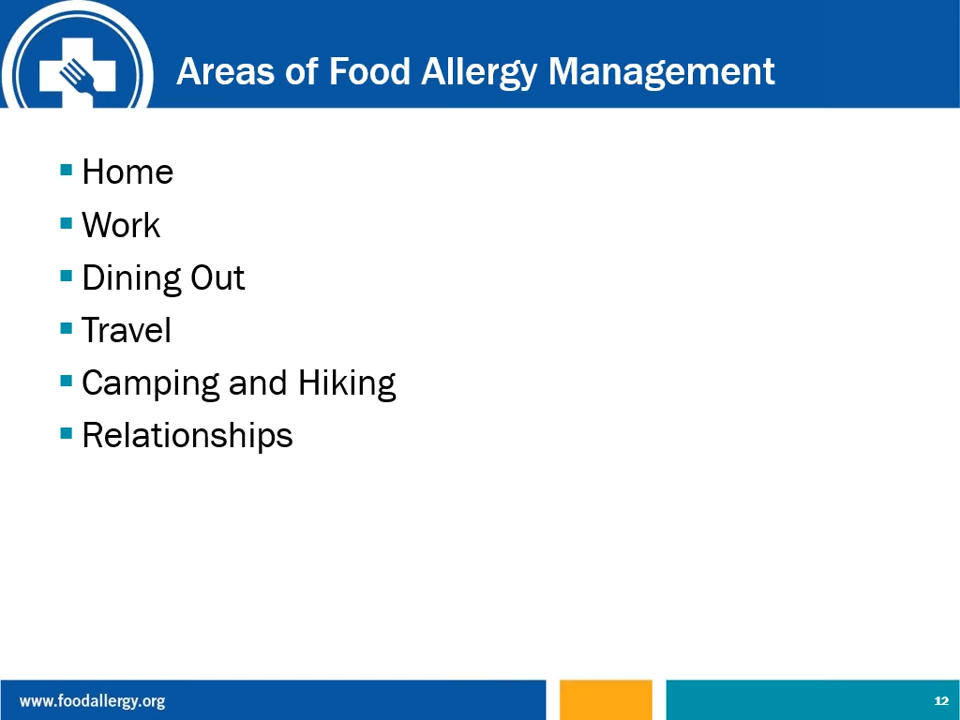 Areas of Food Allergy Management
Home
Work
Dining Out
Travel
Camping and Hiking
Relationships
www.foodallergy.org
12